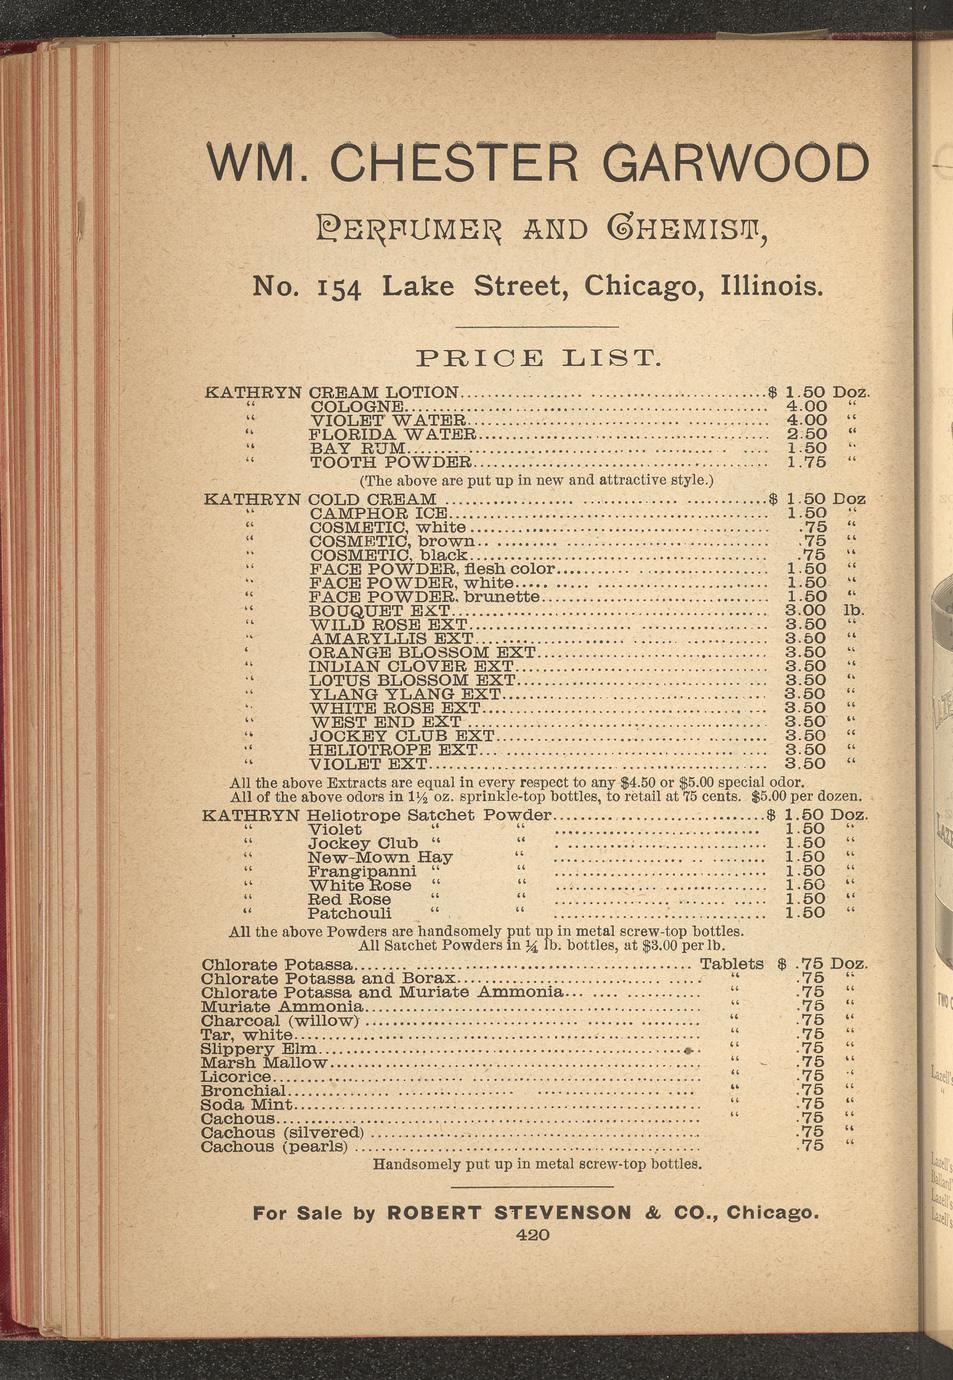 WM. CHESTER GARWOOD
PERFUMER AND CHEMIST,
No. 154 Lake Street, Chicago, Illinois.
PRICE LIST.
KATHRYN CREAM LOTION........................................$ 1.50 Doz.
“ COLOGNE........................................ 4.00 “
“ VIOLET WATER........................................ 4.00 “
“ FLORIDA WATER........................................ 2.50 “
“ BAY RUM........................................ 1.50 “
“ TOOTH POWDER........................................ 1.75 “
(The above are put up in new and attractive style.)
KATHRYN COLD CREAM ........................................$ 1.50 Doz
“ CAMPHOR ICE........................................ 1.50 “
“ COSMETIC, white........................................ .75 “
“ COSMETIC, brown........................................ .75 “
“ COSMETIC, black........................................ .75 “
“ FACE POWDER, flesh color........................................ 1.50 “
“ FACE POWDER, white........................................ 1.50 “
“ FACE POWDER, brunette........................................ 1.50 “
“ BOUQUET EXT........................................ 3.00 lb.
“ WILD ROSE EXT........................................ 3.50 “
“ AMARYLLIS EXT........................................ 3.50 “
“ ORANGE BLOSSOM EXT........................................ 3.50 “
“ INDIAN CLOVER EXT........................................ 3.50 “
“ LOTUS BLOSSOM EXT........................................ 3.50 “
“ YLANG YLANG EXT........................................ 3.50 “
“ WHITE ROSE EXT........................................ 3.50 “
“ WEST END EXT ........................................ 3.50 “
“ JOCKEY CLUB EXT........................................ 3.50 “
“ HELIOTROPE EXT........................................ 3.50 “
“ VIOLET EXT........................................ 3.50 “
All the above Extracts are equal in every respect to any $4.50 or $5.00 special odor.
All of the above odors in 1½ oz. sprinkle-top bottles, to retail at 75 cents. $5.00 per dozen.
KATHRYN Heliotrope Satchet Powder........................................$ 1.50 Doz.
“ Violet “ “ ........................................ 1.50 “
“ Jockey Club “ “ ........................................ 1.50 “
“ New-Mown Hay “ ........................................ 1.50 “
“ Frangipanni “ “ ........................................ 1.50 “
“ White Rose “ “ ........................................ 1.50 “
“ Red Rose “ “ ........................................ 1.50 “
“ Patchouli “ “ ........................................ 1.50 “
All the above Powders are handsomely put up in metal screw-top bottles.
All Satchet Powders in ¼ lb. bottles, at $3.00 per lb.
Chlorate Potassa........................................ Tablets $ .75 Doz.
Chlorate Potassa and Borax........................................ “ .75 “
Chlorate Potassa and Muriate Ammonia........................................ “ .75 “
Muriate Ammonia........................................ “ .75 “
Charcoal (willow) ........................................ “ .75 “
Tar, white........................................ “ .75 “
Slippery Elm........................................ “ .75 “
Marsh Mallow........................................ “ .75 “
Licorice........................................ “ .75 “
Bronchial........................................ “ .75 “
Soda Mint........................................ “ .75 “
Cachous........................................ “ .75 “
Cachous (silvered) ........................................ .75 “
Cachous (pearls) ........................................ .75 “
Handsomely put up in metal screw-top bottles.
For Sale by ROBERT STEVENSON & CO., Chicago.
420